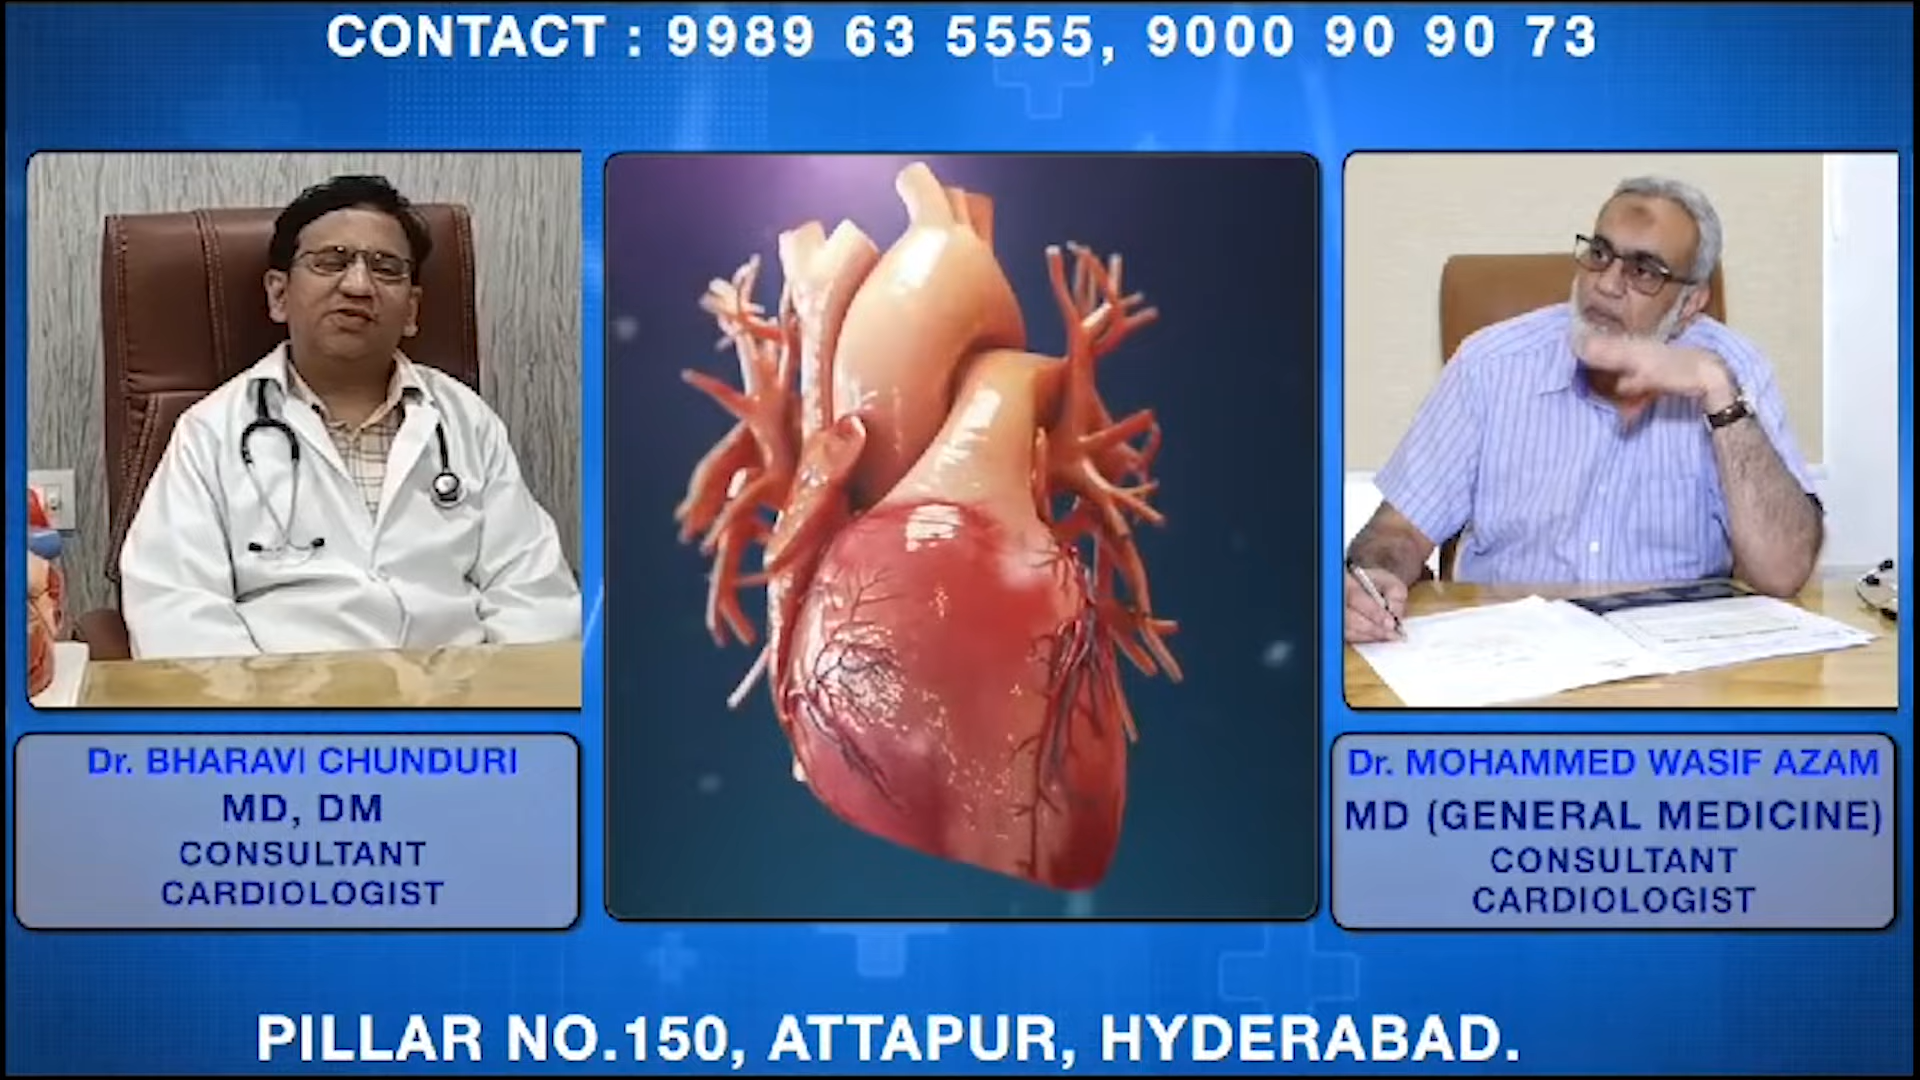 CONTACT : 9989 63 5555, 9000 90 90 73
Dr. BHARAVI CHUNDURI
MD, DM
CONSULTANT
CARDIOLOGIST
Dr. MOHAMMED WASIF AZAM
MD (GENERAL MEDICINE)
CONSULTANT
CARDIOLOGIST
PILLAR NO.150, ATTAPUR, HYDERABAD.